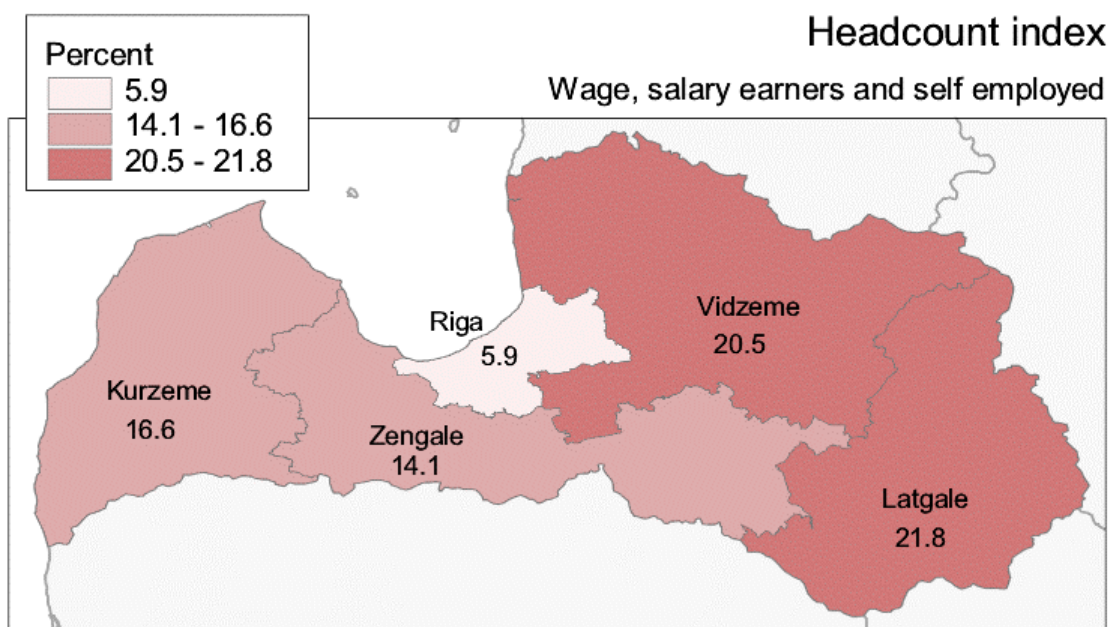 Headcount index
Wage, salary earners and self employed
Percent
5.9
14.1 - 16.6
20.5 - 21.8
Riga
5.9
Vidzeme
20.5
Kurzeme
16.6
Zengale
14.1
Latgale
21.8